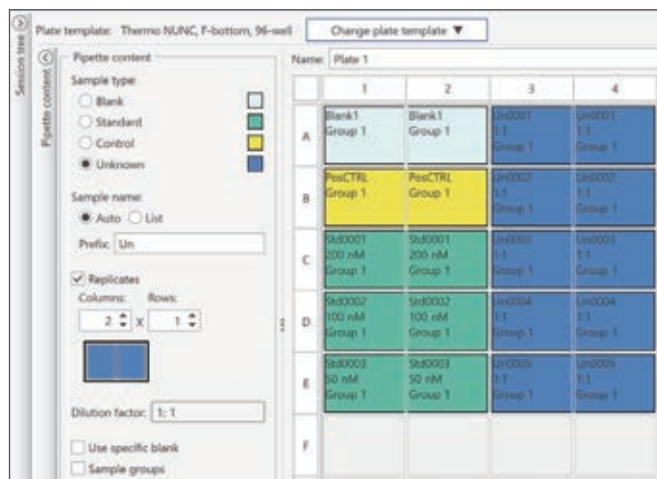 Session tree
Plate template: Thermo NUNC, F-bottom, 96-well
Change plate template ▼
Pipette content
Pipette content
Sample type:
Blank
Standard
Control
Unknown
Sample name:
Auto List
Prefix: Un
Replicates
Columns: Rows:
2 X 1
Dilution factor: 1: 1
Use specific blank
Sample groups
Name: Plate 1
1 2 3 4
A
Blank1 Blank1 Un0001 Un0001
Group 1 Group 1 1:1 1:1
Group 1 Group 1
B
PosCTRL PosCTRL Un0002 Un0002
Group 1 Group 1 1:1 1:1
Group 1 Group 1
C
Std0001 Std0001 Un0003 Un0003
200 nM 200 nM 1:1 1:1
Group 1 Group 1 Group 1 Group 1
D
Std0002 Std0002 Un0004 Un0004
100 nM 100 nM 1:1 1:1
Group 1 Group 1 Group 1 Group 1
E
Std0003 Std0003 Un0005 Un0005
50 nM 50 nM 1:1 1:1
Group 1 Group 1 Group 1 Group 1
F